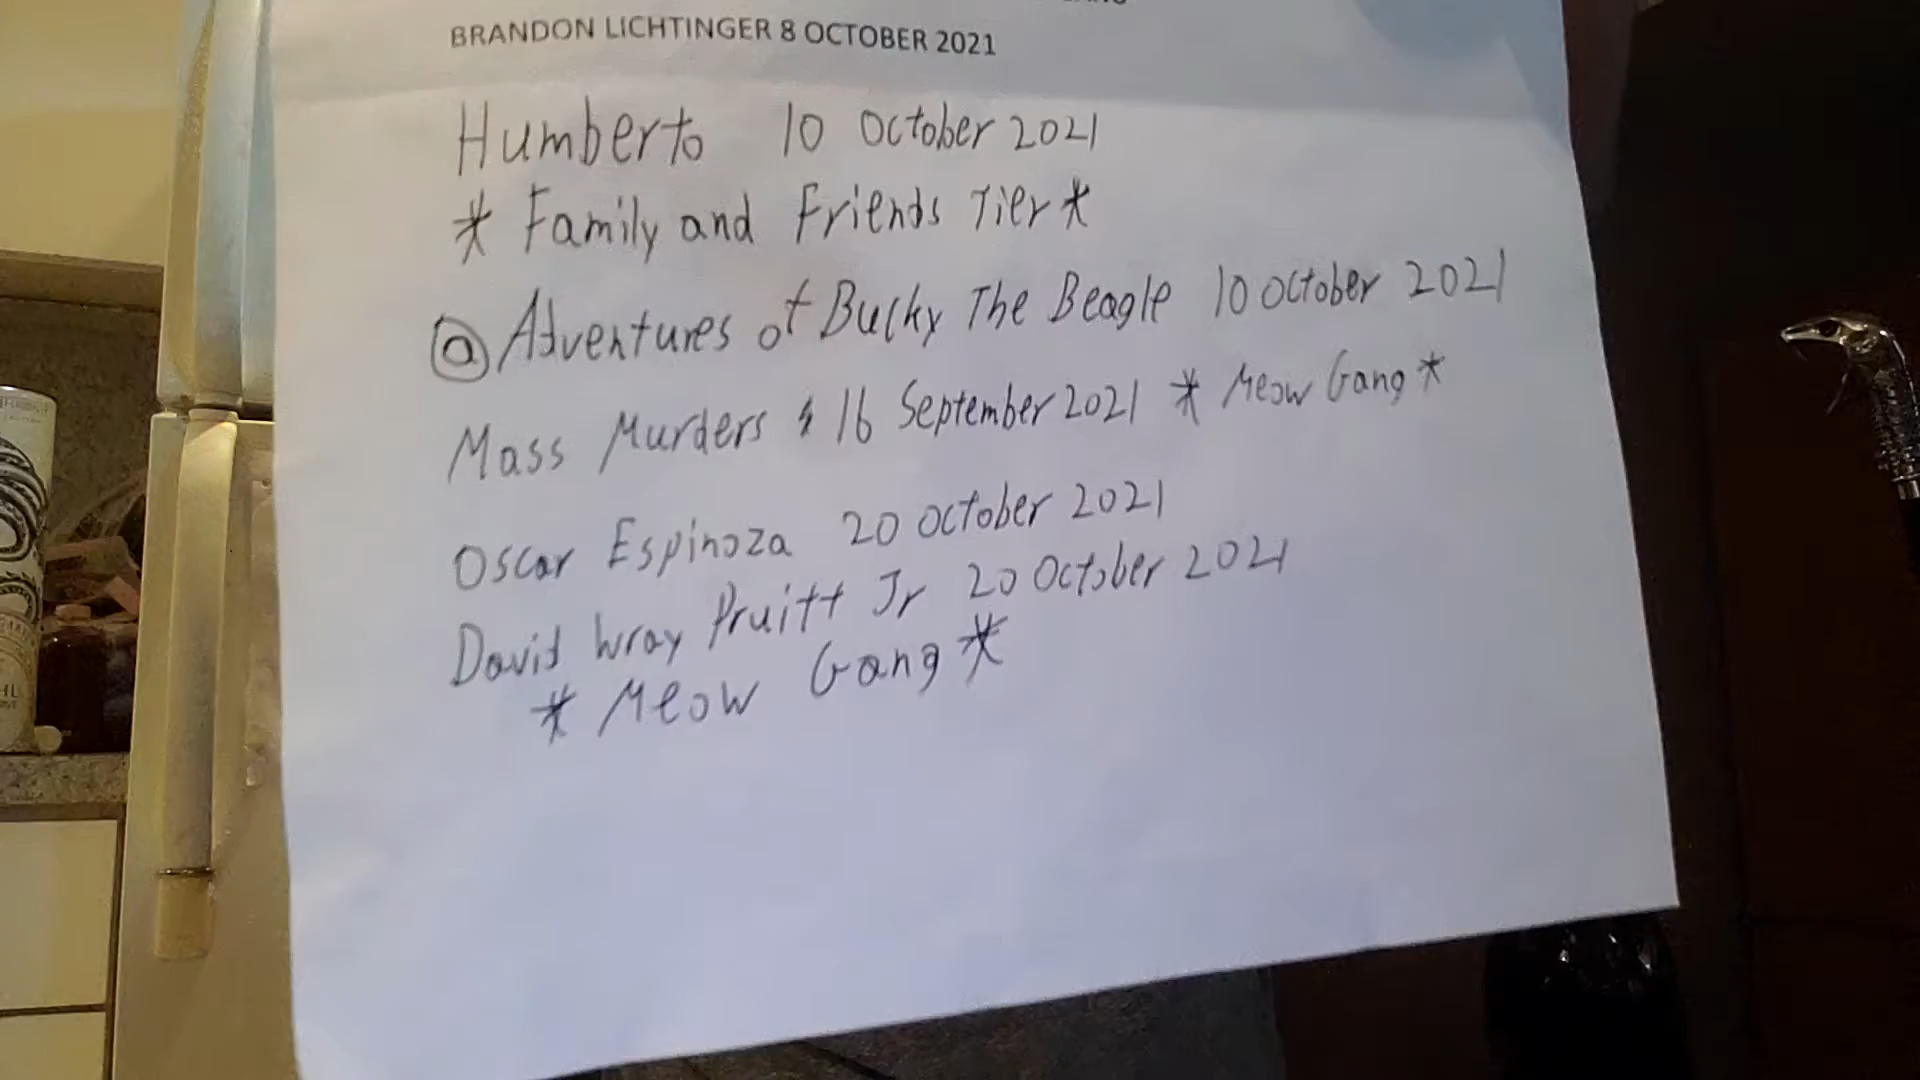 BRANDON LICHTINGER 8 OCTOBER 2021
Humberto 10 October 2021
* Family and Friends Tier *
@ Adventures of Bucky The Beagle 10 October 2021
Mass Murders 16 September 2021 * Meow Gang *
Oscar Espinoza 20 October 2021
David Wray Pruitt Jr 20 October 2021
* Meow Gang *